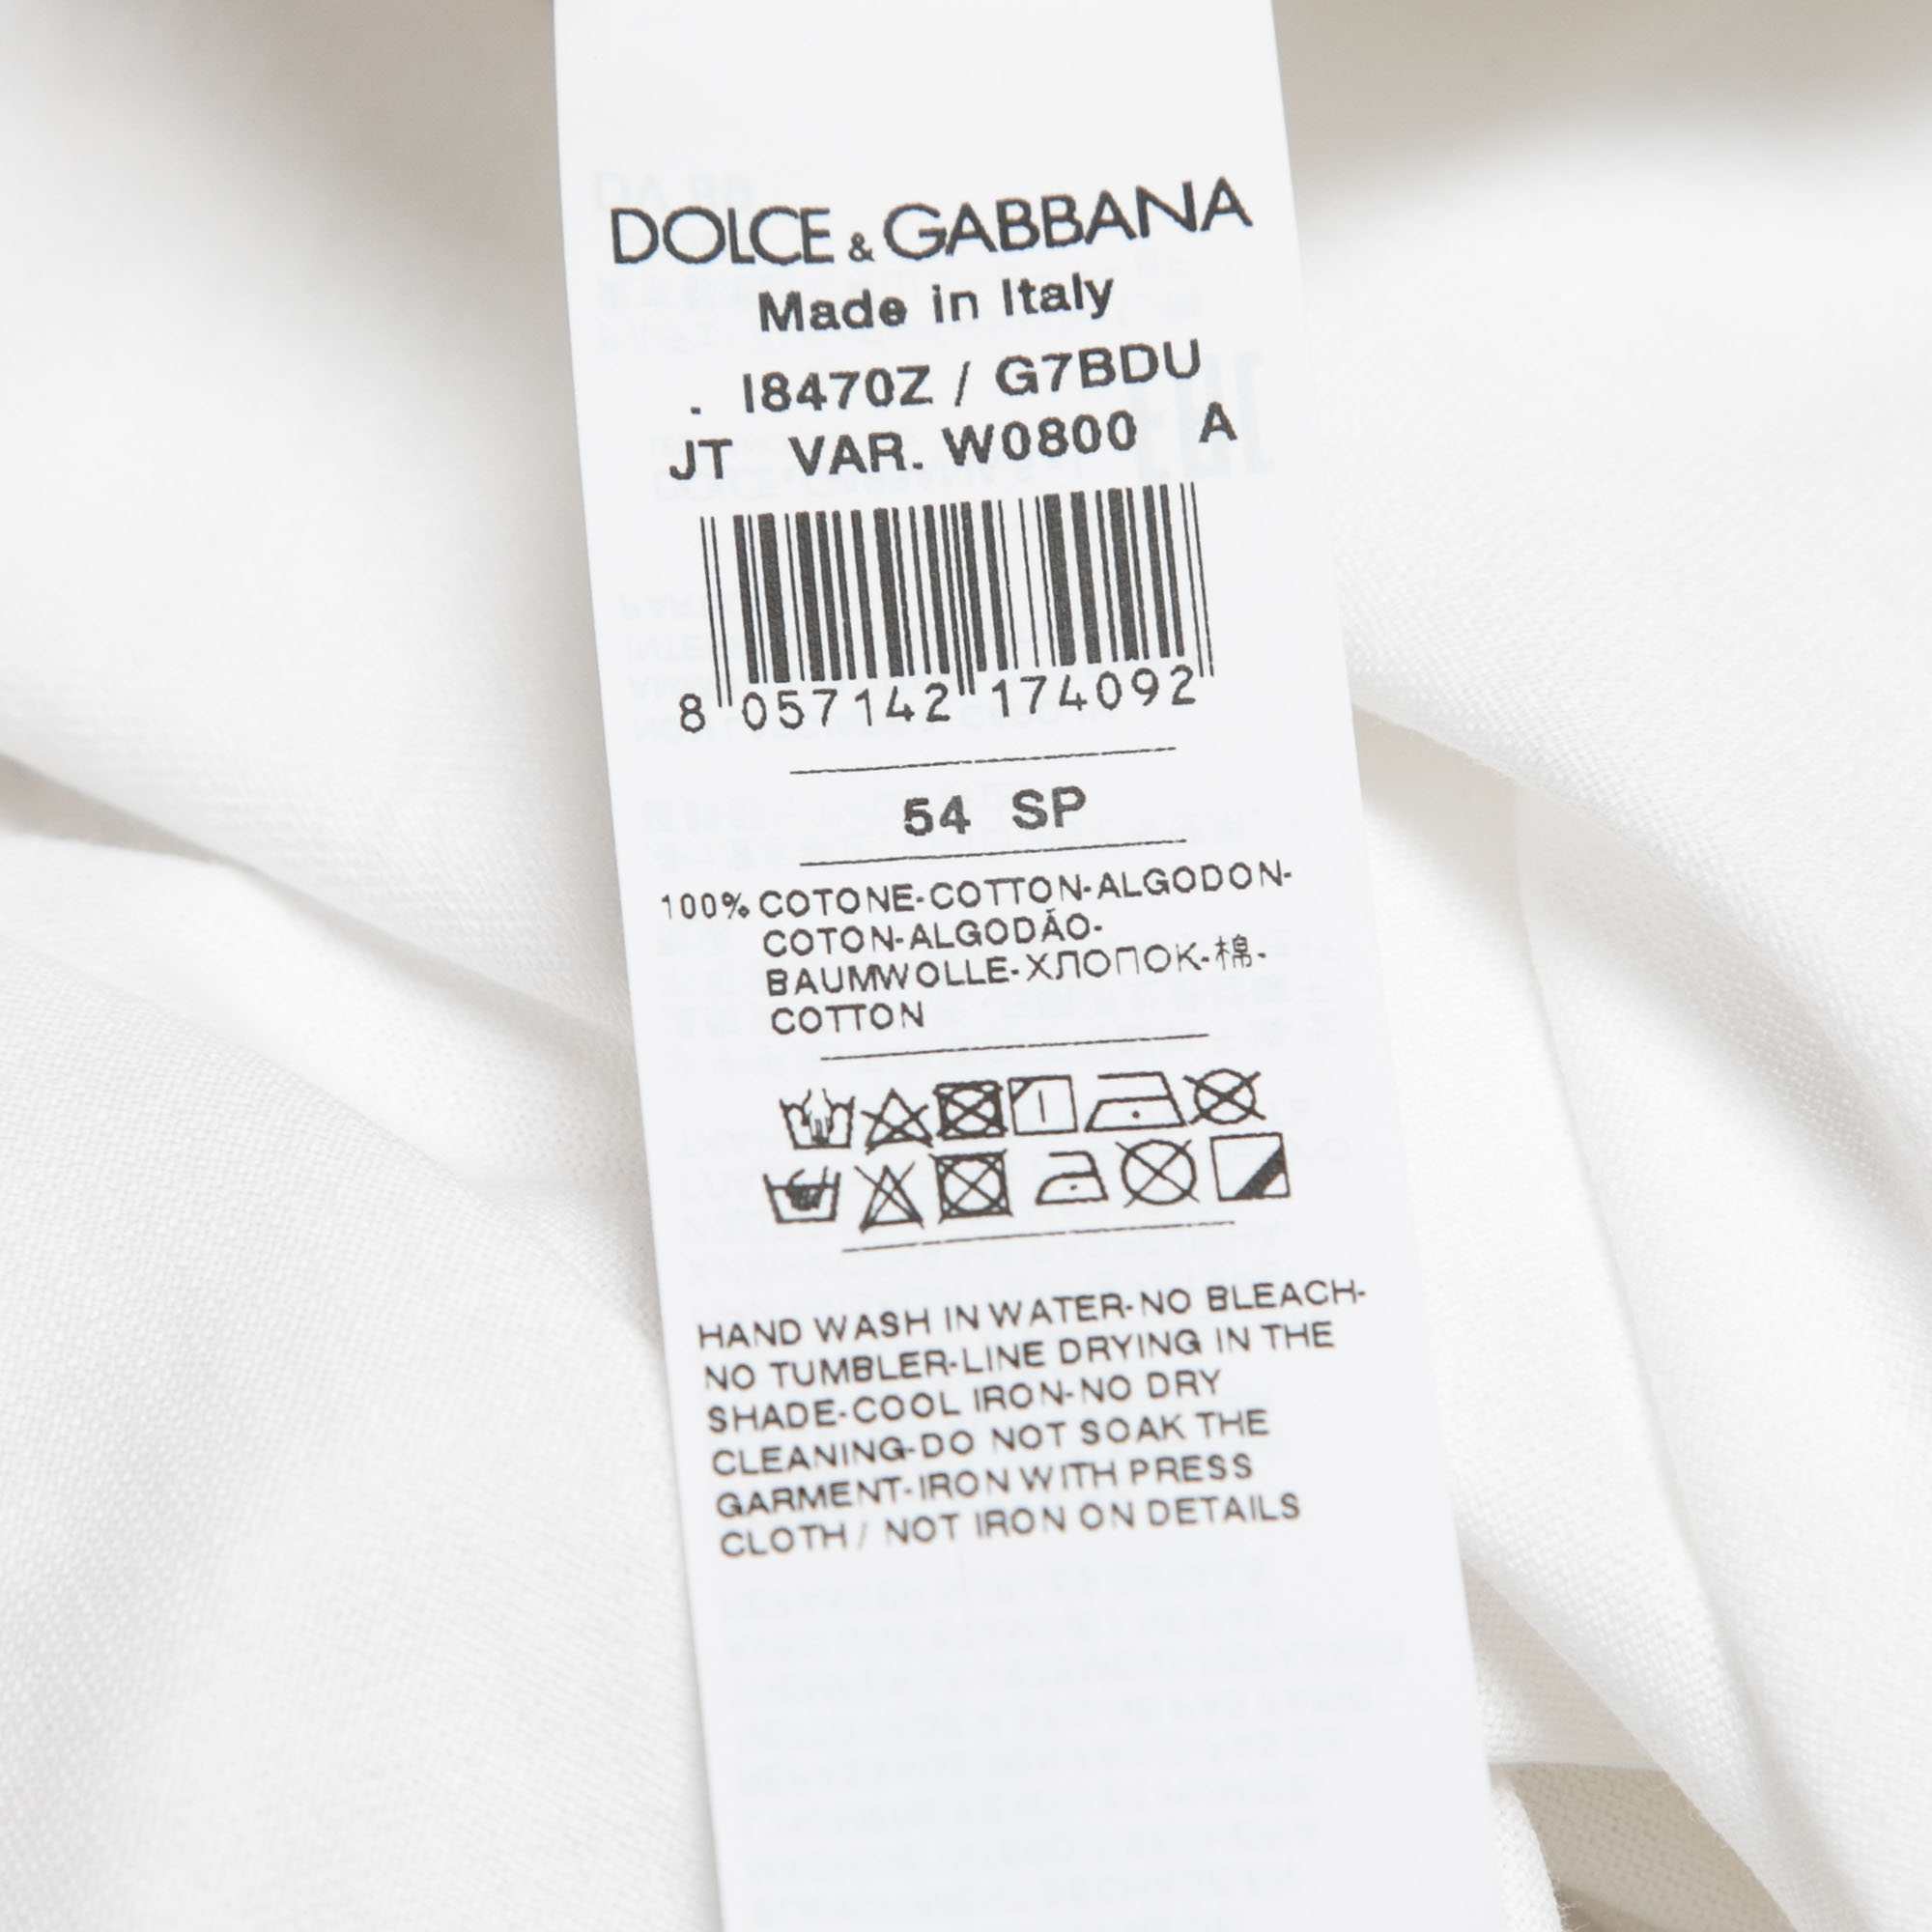 DOLCE & GABBANA
Made in Italy
. I8470Z / G7BDU
JT VAR. W0800 A
8 057142 174092
54 SP
100% COTONE-COTTON-ALGODON-
COTON-ALGODÃO-
BAUMWOLLE-ХЛОПОК-棉-
COTTON
HAND WASH IN WATER-NO BLEACH-
NO TUMBLER-LINE DRYING IN THE
SHADE-COOL IRON-NO DRY
CLEANING-DO NOT SOAK THE
GARMENT-IRON WITH PRESS
CLOTH / NOT IRON ON DETAILS